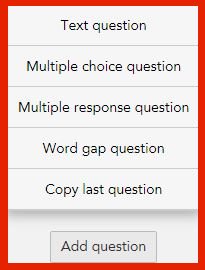 Text question
Multiple choice question
Multiple response question
Word gap question
Copy last question
Add question